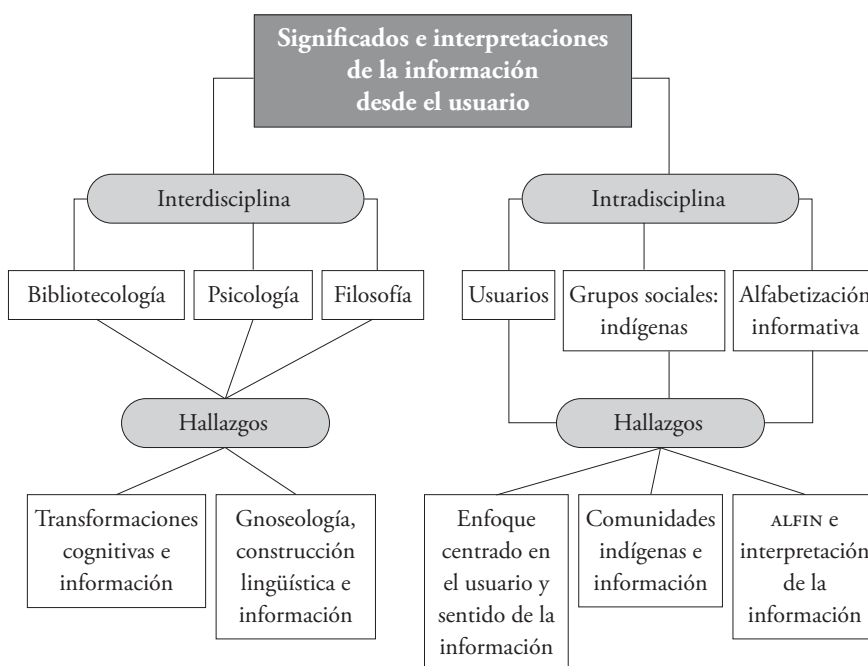 Significados e interpretaciones
de la información
desde el usuario
Interdisciplina
Intradisciplina
Bibliotecología
Psicología
Filosofía
Usuarios
Grupos sociales:
indígenas
Alfabetización
informativa
Hallazgos
Hallazgos
Transformaciones
cognitivas e
información
Gnoseología,
construcción
lingüística e
información
Enfoque
centrado en
el usuario y
sentido de la
información
Comunidades
indígenas e
información
ALFIN e
interpretación
de la
información